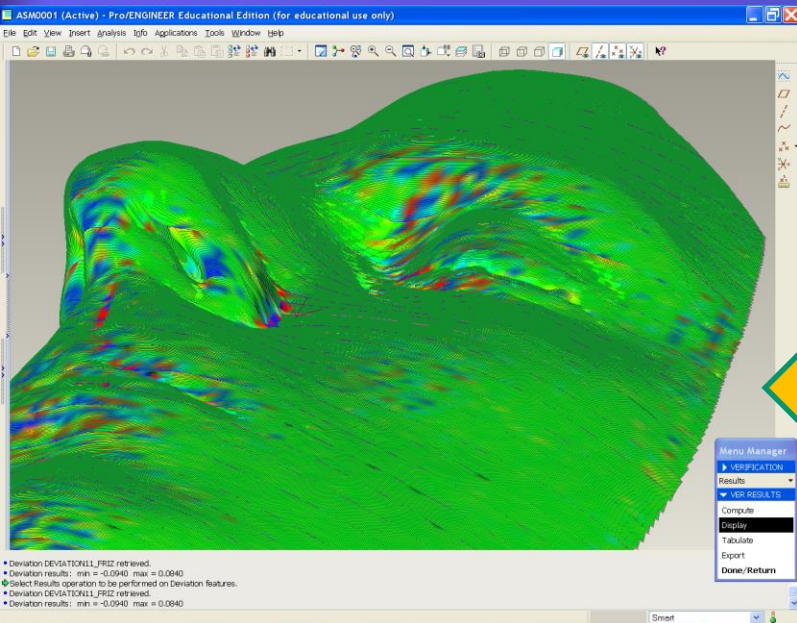 ASM0001 (Active) - Pro/ENGINEER Educational Edition (for educational use only)
File Edit View Insert Analysis Info Applications Tools Window Help
Menu Manager
VERIFICATION
Results
VER RESULTS
Compute
Display
Tabulate
Export
Done/Return
• Deviation DEVIATION11_FRIZ retrieved.
• Deviation results: min = -0.0940 max = 0.0840
Select Results operation to be performed on Deviation features.
• Deviation DEVIATION11_FRIZ retrieved.
• Deviation results: min = -0.0940 max = 0.0840
Smart